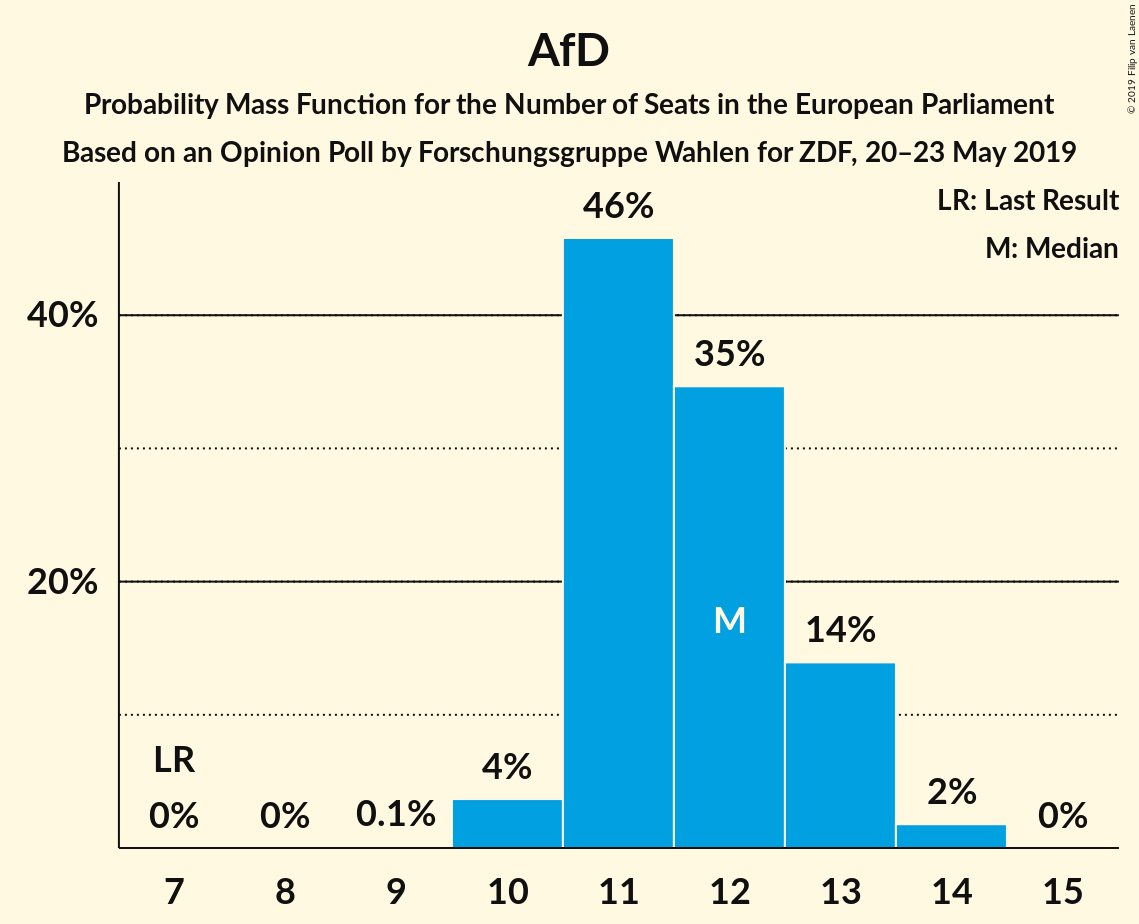 AfD
Probability Mass Function for the Number of Seats in the European Parliament
Based on an Opinion Poll by Forschungsgruppe Wahlen for ZDF, 20–23 May 2019
© 2019 Filip van Laenen
LR: Last Result
M: Median
46%
40%
35%
20%
M
14%
LR
4%
2%
0%
0%
0.1%
0%
7 8 9 10 11 12 13 14 15